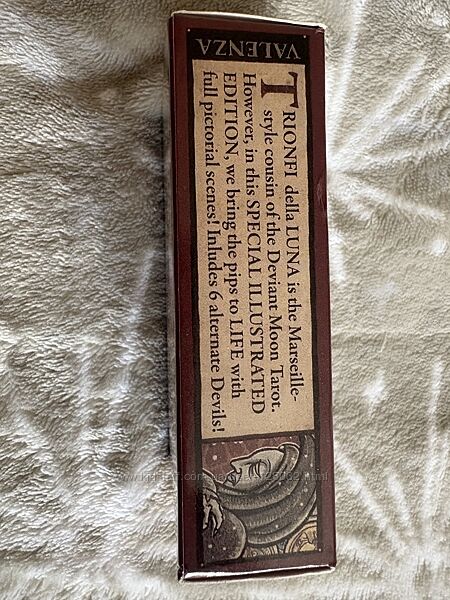 VALENZA
TRIONFI della LUNA is the Marseille-
style cousin of the Deviant Moon Tarot.
However, in this SPECIAL ILLUSTRATED
EDITION, we bring the pips to LIFE with
full pictorial scenes! Inludes 6 alternate Devils!